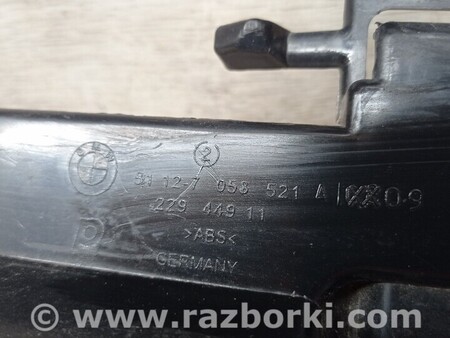 2
51 12-7 058 521 A
229 449 11
>ABS<
GERMANY
www.razborki.com